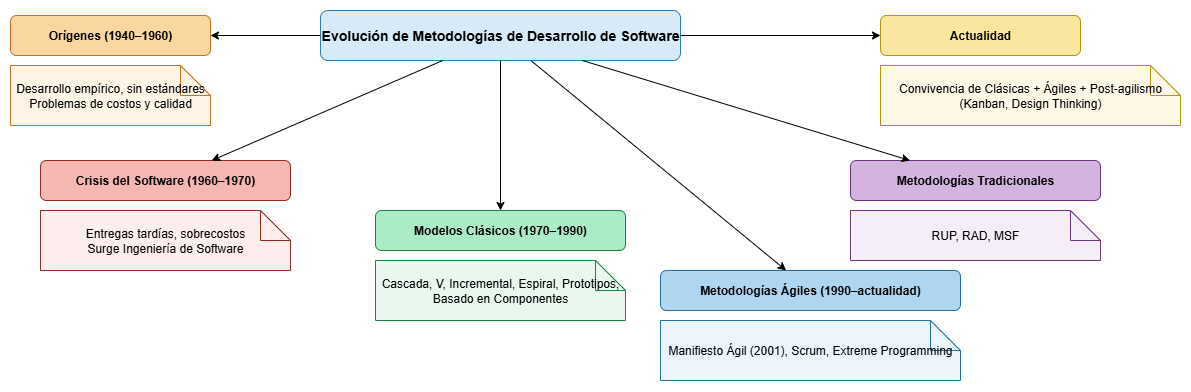 Evolución de Metodologías de Desarrollo de Software
Orígenes (1940–1960)
Desarrollo empírico, sin estándares
Problemas de costos y calidad
Crisis del Software (1960–1970)
Entregas tardías, sobrecostos
Surge Ingeniería de Software
Modelos Clásicos (1970–1990)
Cascada, V, Incremental, Espiral, Prototipos,
Basado en Componentes
Metodologías Ágiles (1990–actualidad)
Manifiesto Ágil (2001), Scrum, Extreme Programming
Metodologías Tradicionales
RUP, RAD, MSF
Actualidad
Convivencia de Clásicas + Ágiles + Post-agilismo
(Kanban, Design Thinking)